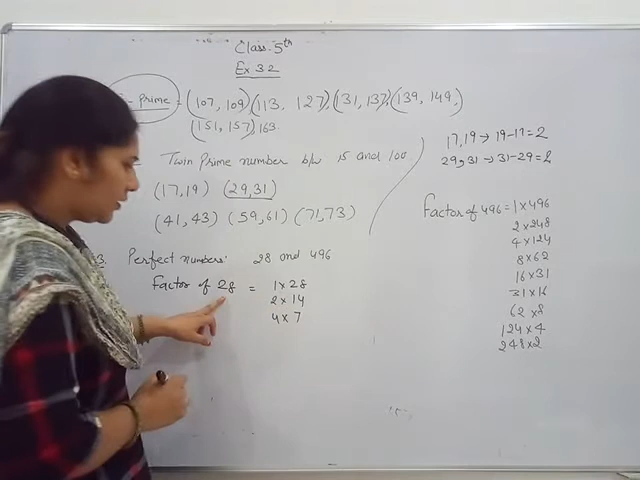 Class-5th
Ex 32
Prime = (107, 109) (113, 127), (131, 137), (139, 149,)
(151, 157), 163.
Twin Prime number b/w 15 and 100
(17,19) (29,31)
(41, 43) (59,61) (71,73)
3. Perfect numbers: 28 and 496
Factor of 28 = 1 x 28
2 x 14
4 x 7
17, 19 → 19-17=2
29, 31 → 31-29=2
Factor of 496 = 1 x 496
2 x 248
4 x 124
8 x 62
16 x 31
31 x 16
62 x 8
124 x 4
248 x 2